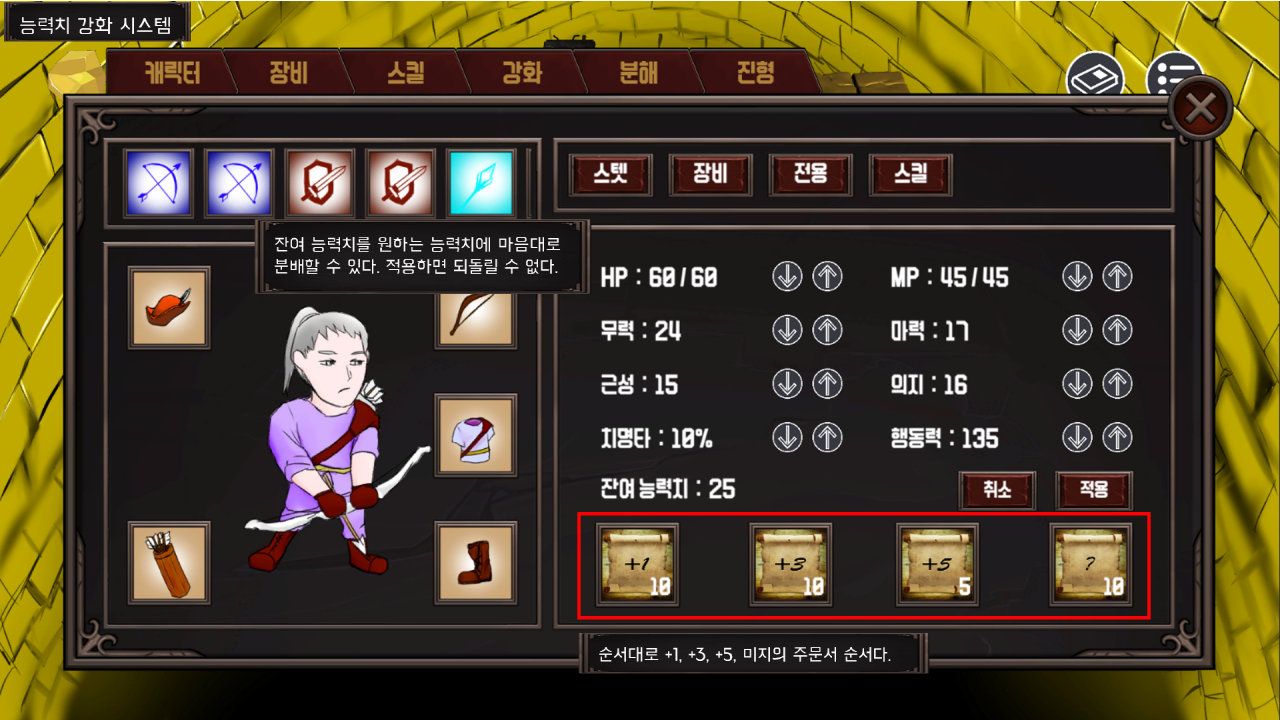 능력치 강화 시스템
캐릭터 장비 스킬 강화 분해 진형
스텟 장비 전용 스킬
잔여 능력치를 원하는 능력치에 마음대로
분배할 수 있다. 적용하면 되돌릴 수 없다.
HP : 60/60 MP : 45/45
무력 : 24 마력 : 17
근성 : 15 의지 : 16
치명타 : 10% 행동력 : 135
잔여 능력치 : 25 취소 적용
+1 +3 +5 ?
10 10 5 10
순서대로 +1, +3, +5, 미지의 주문서 순서다.